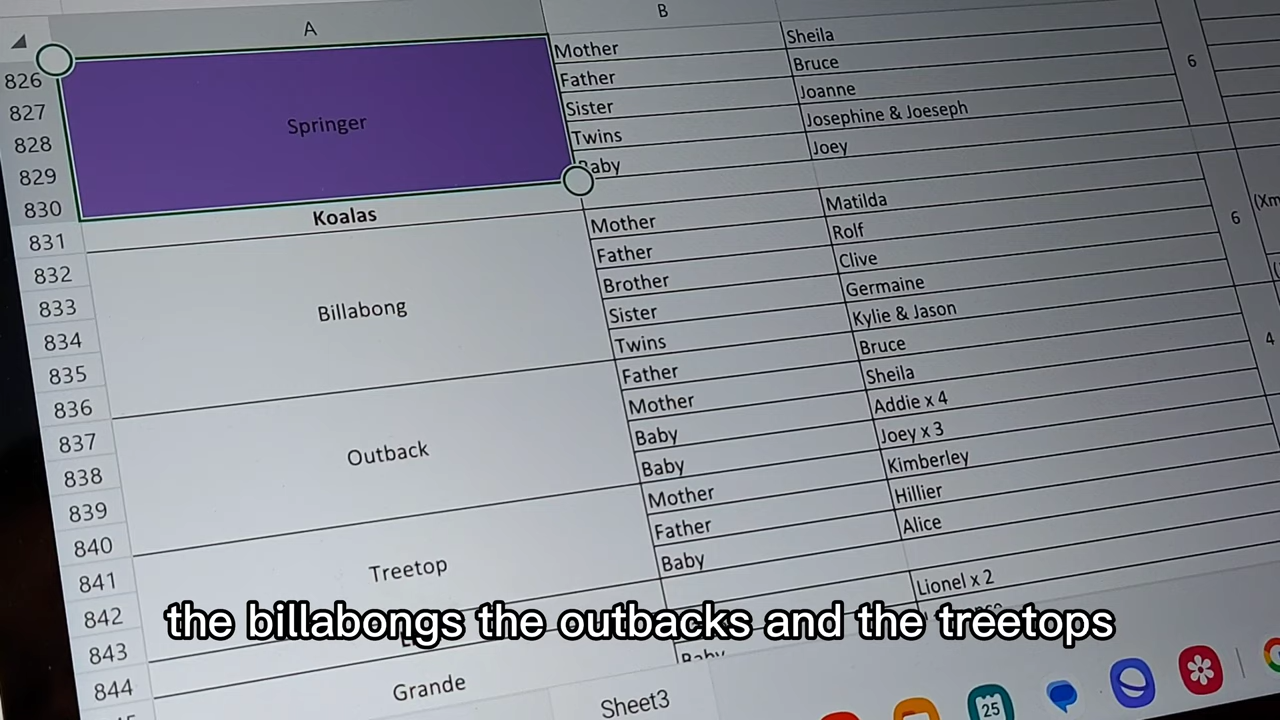 A B
826 Mother Sheila
827 Father Bruce 6
828 Springer Sister Joanne
829 Twins Josephine & Joeseph
830 Baby Joey
831 Koalas
832 Mother Matilda (Xm
833 Father Rolf 6
834 Billabong Brother Clive
835 Sister Germaine
836 Twins Kylie & Jason
837 Father Bruce 4
838 Outback Mother Sheila
839 Baby Addie x 4
840 Baby Joey x 3
841 Mother Kimberley
842 Treetop Father Hillier
843 Baby Alice
844 Lionel x 2
Grande Baby
Sheet3
25
the billabongs the outbacks and the treetops